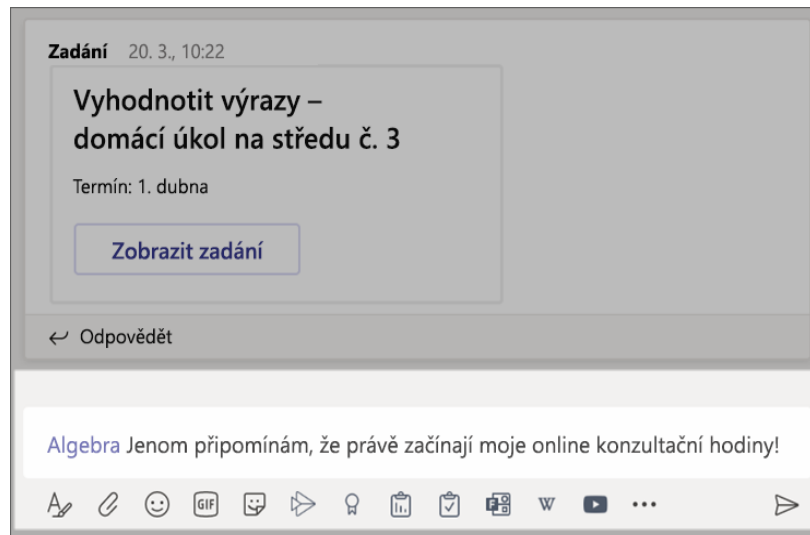 Zadání 20. 3., 10:22
Vyhodnotit výrazy –
domácí úkol na středu č. 3
Termín: 1. dubna
Zobrazit zadání
Odpovědět
Algebra Jenom připomínám, že právě začínají moje online konzultační hodiny!
GIF
W